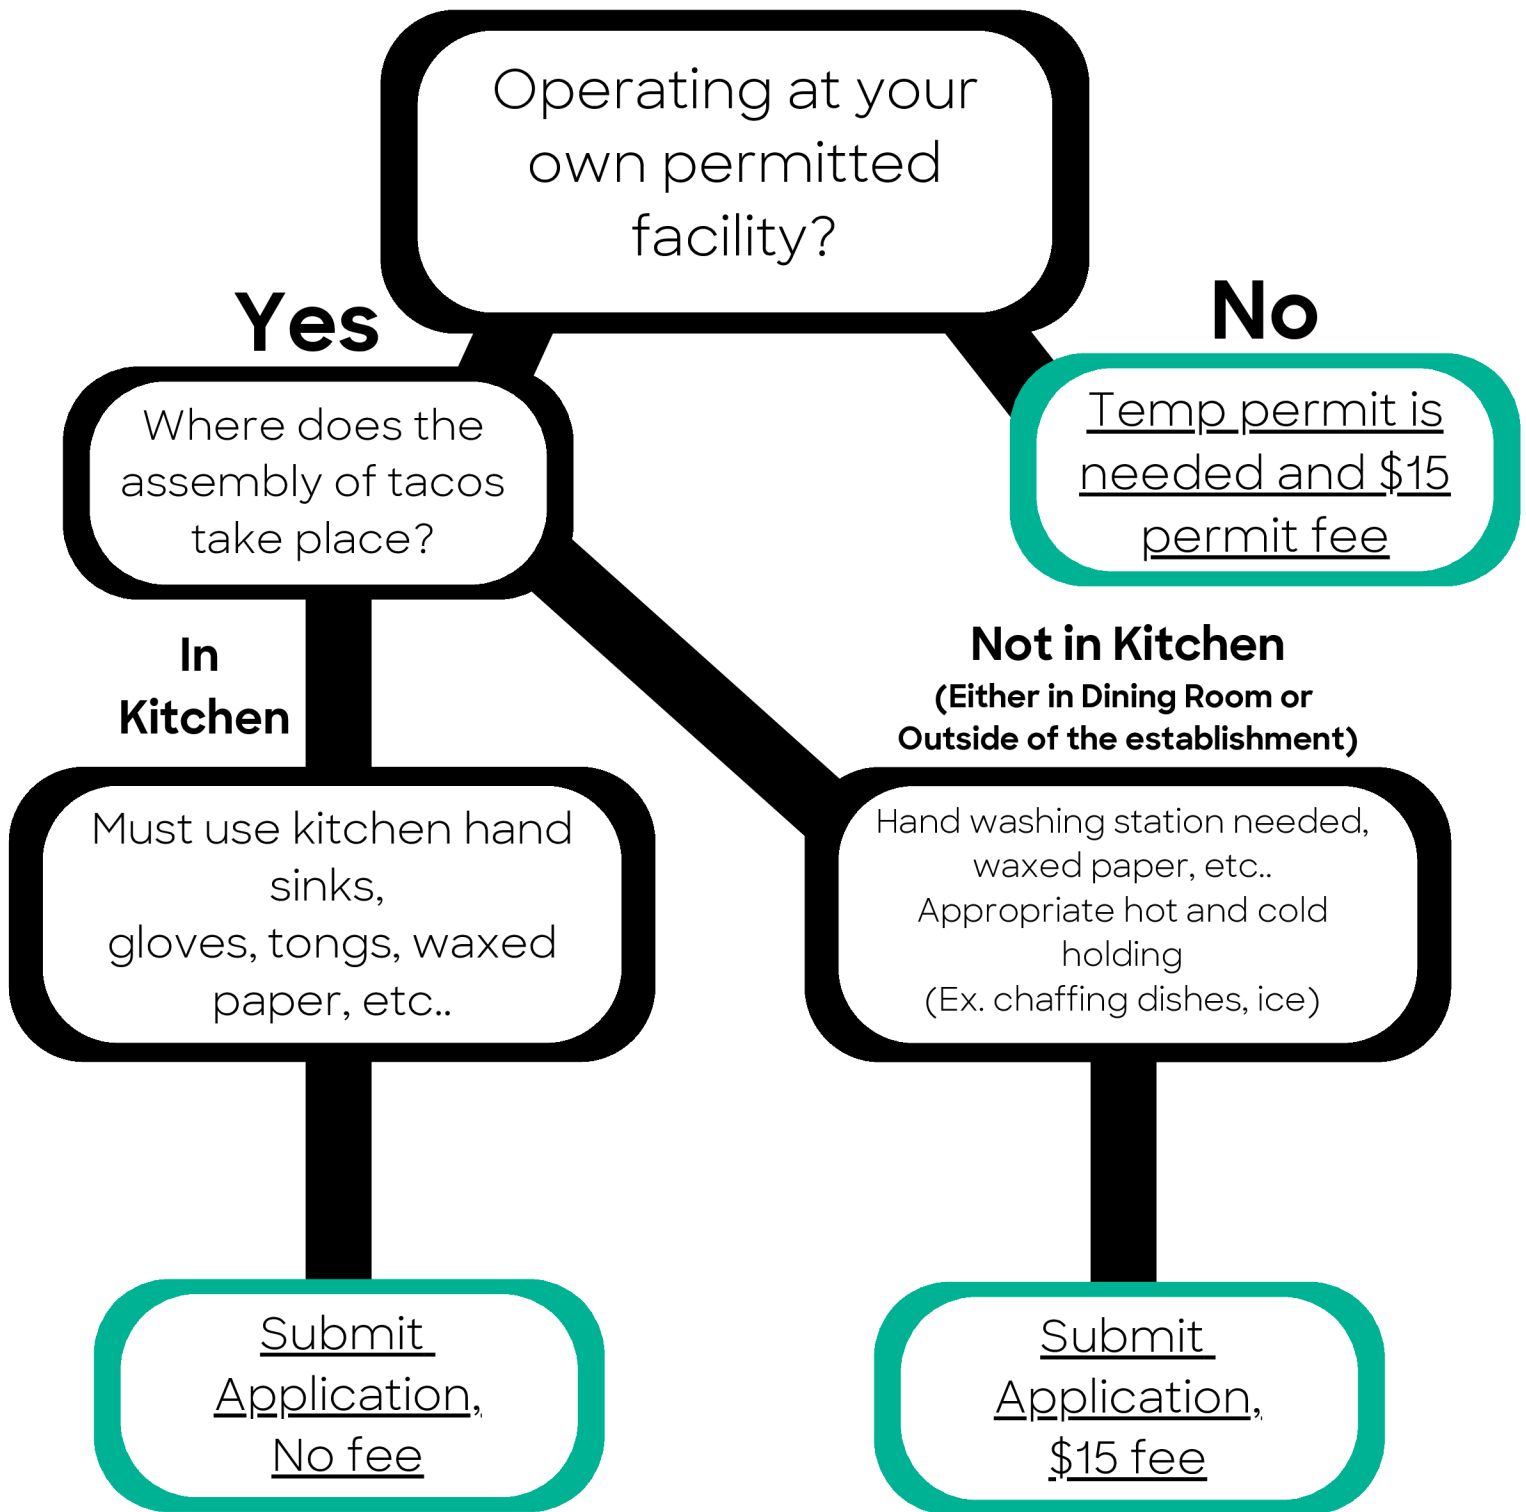 Operating at your
own permitted
facility?
Yes
No
Where does the
assembly of tacos
take place?
Temp permit is
needed and $15
permit fee
In
Kitchen
Not in Kitchen
(Either in Dining Room or
Outside of the establishment)
Must use kitchen hand
sinks,
gloves, tongs, waxed
paper, etc..
Hand washing station needed,
waxed paper, etc..
Appropriate hot and cold
holding
(Ex. chaffing dishes, ice)
Submit
Application,
No fee
Submit
Application,
$15 fee